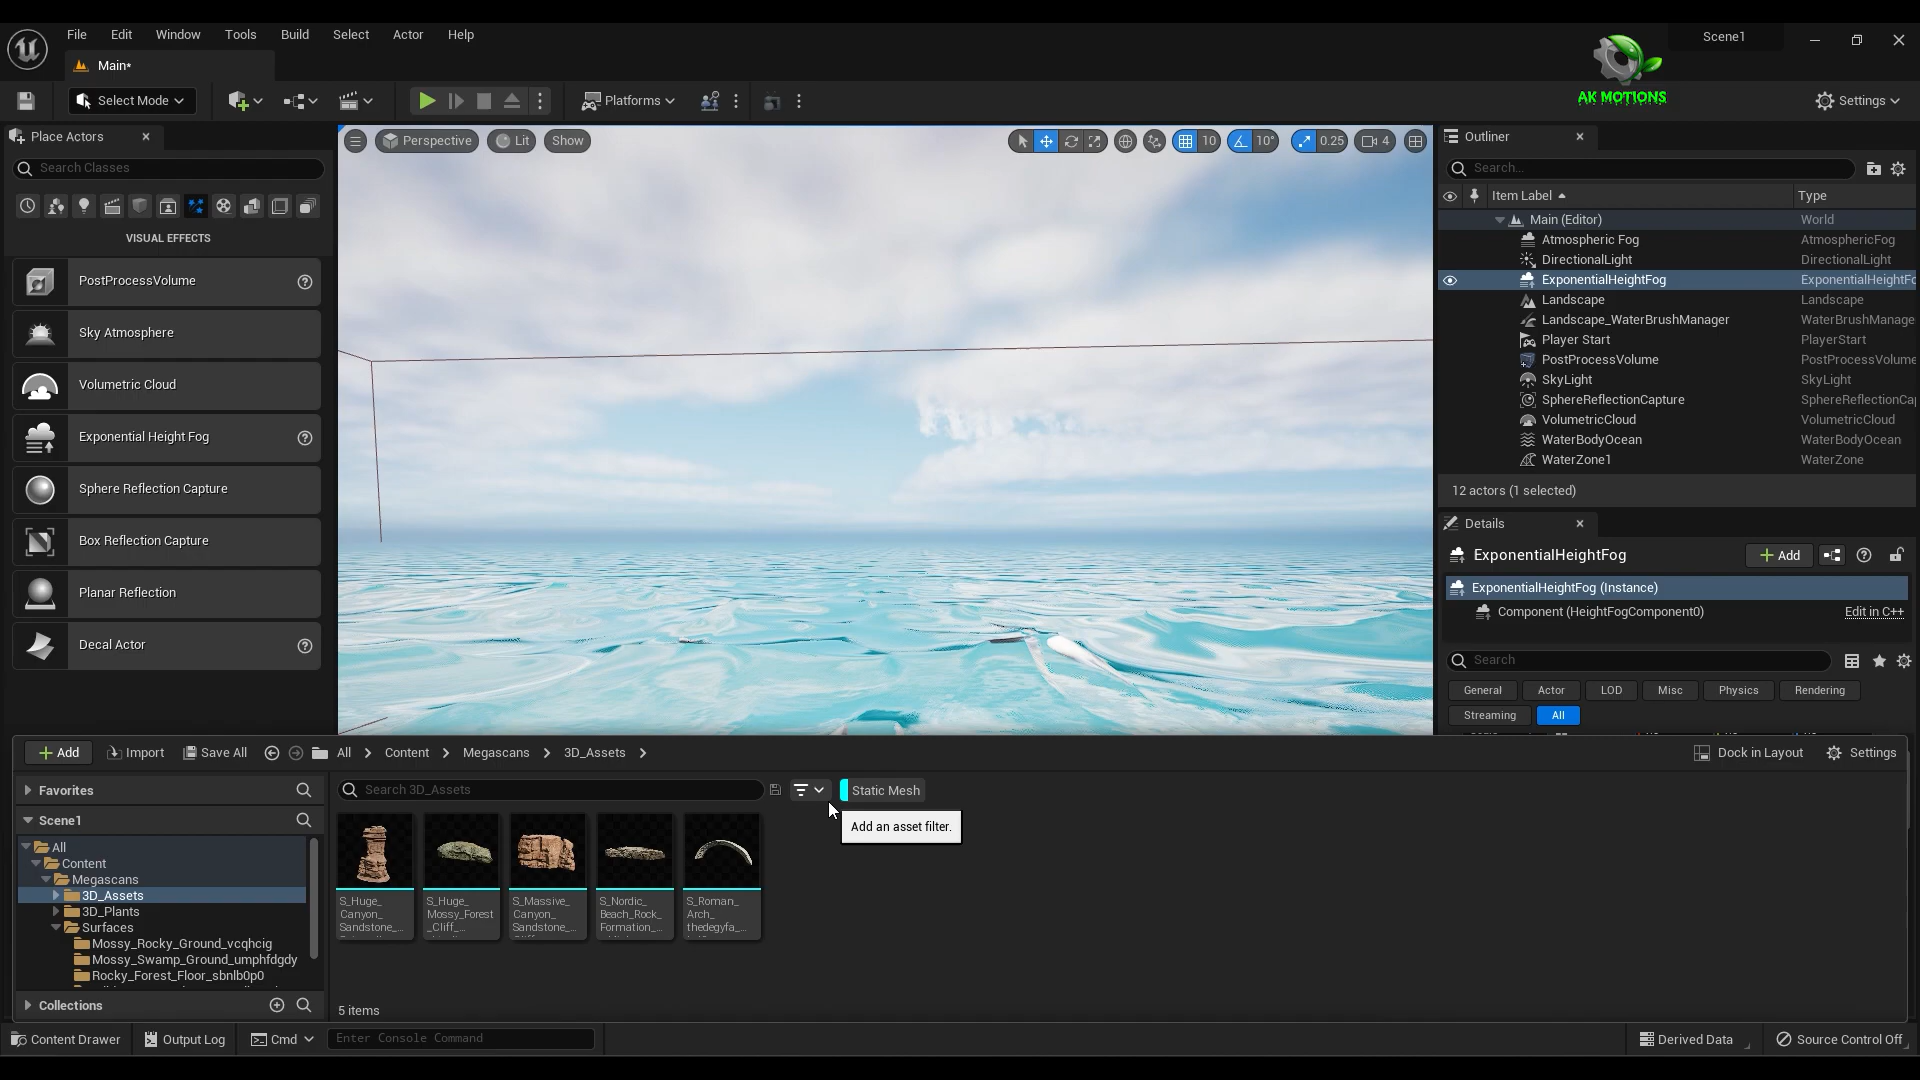 File Edit Window Tools Build Select Actor Help
Scene1
Main*
AK MOTIONS
Select Mode
Platforms
Settings
Place Actors
Search Classes
VISUAL EFFECTS
PostProcessVolume
Sky Atmosphere
Volumetric Cloud
Exponential Height Fog
Sphere Reflection Capture
Box Reflection Capture
Planar Reflection
Decal Actor
Perspective Lit Show
10 10° 0.25 4
Outliner
Search...
Item Label Type
Main (Editor) World
Atmospheric Fog AtmosphericFog
DirectionalLight DirectionalLight
ExponentialHeightFog ExponentialHeightFo
Landscape Landscape
Landscape_WaterBrushManager WaterBrushManage
Player Start PlayerStart
PostProcessVolume PostProcessVolume
SkyLight SkyLight
SphereReflectionCapture SphereReflectionCap
VolumetricCloud VolumetricCloud
WaterBodyOcean WaterBodyOcean
WaterZone1 WaterZone
12 actors (1 selected)
Details
ExponentialHeightFog
Add
ExponentialHeightFog (Instance)
Component (HeightFogComponent0) Edit in C++
Search
General Actor LOD Misc Physics Rendering
Streaming All
Add Import Save All All Content Megascans 3D_Assets
Dock in Layout Settings
Favorites
Scene1
All
Content
Megascans
3D_Assets
3D_Plants
Surfaces
Mossy_Rocky_Ground_vcqhcig
Mossy_Swamp_Ground_umphfdgdy
Rocky_Forest_Floor_sbnlb0p0
Collections
Search 3D_Assets
Static Mesh
Add an asset filter.
S_Huge_
Canyon_
Sandstone_...
S_Huge_
Mossy_Forest
_Cliff_...
S_Massive_
Canyon_
Sandstone_...
S_Nordic_
Beach_Rock_
Formation_...
S_Roman_
Arch_
thedegyfa_...
5 items
Content Drawer Output Log Cmd Enter Console Command
Derived Data Source Control Off